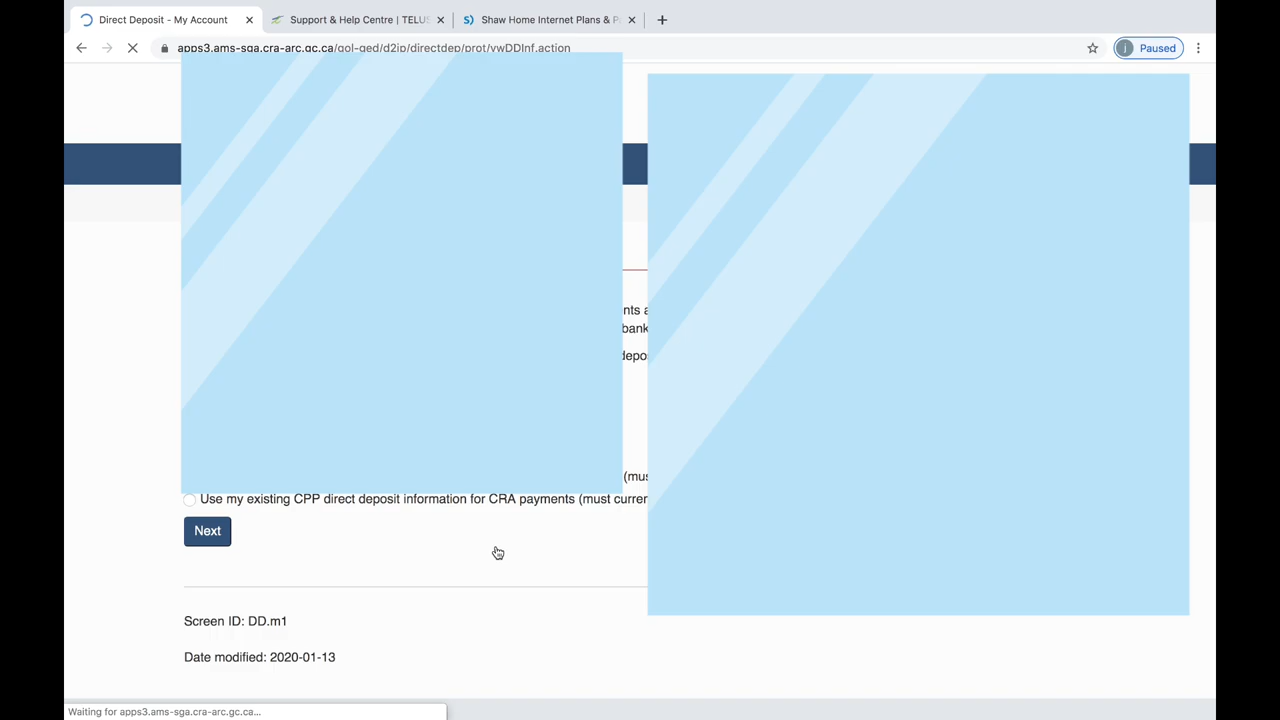 Direct Deposit - My Account
Support & Help Centre | TELUS
Shaw Home Internet Plans & P
apps3.ams-sga.cra-arc.gc.ca/gol-ged/d2ip/directdep/prot/vwDDInf.action
j Paused
nts a
bank
depo
(mus
Use my existing CPP direct deposit information for CRA payments (must curren
Next
Screen ID: DD.m1
Date modified: 2020-01-13
Waiting for apps3.ams-sga.cra-arc.gc.ca...